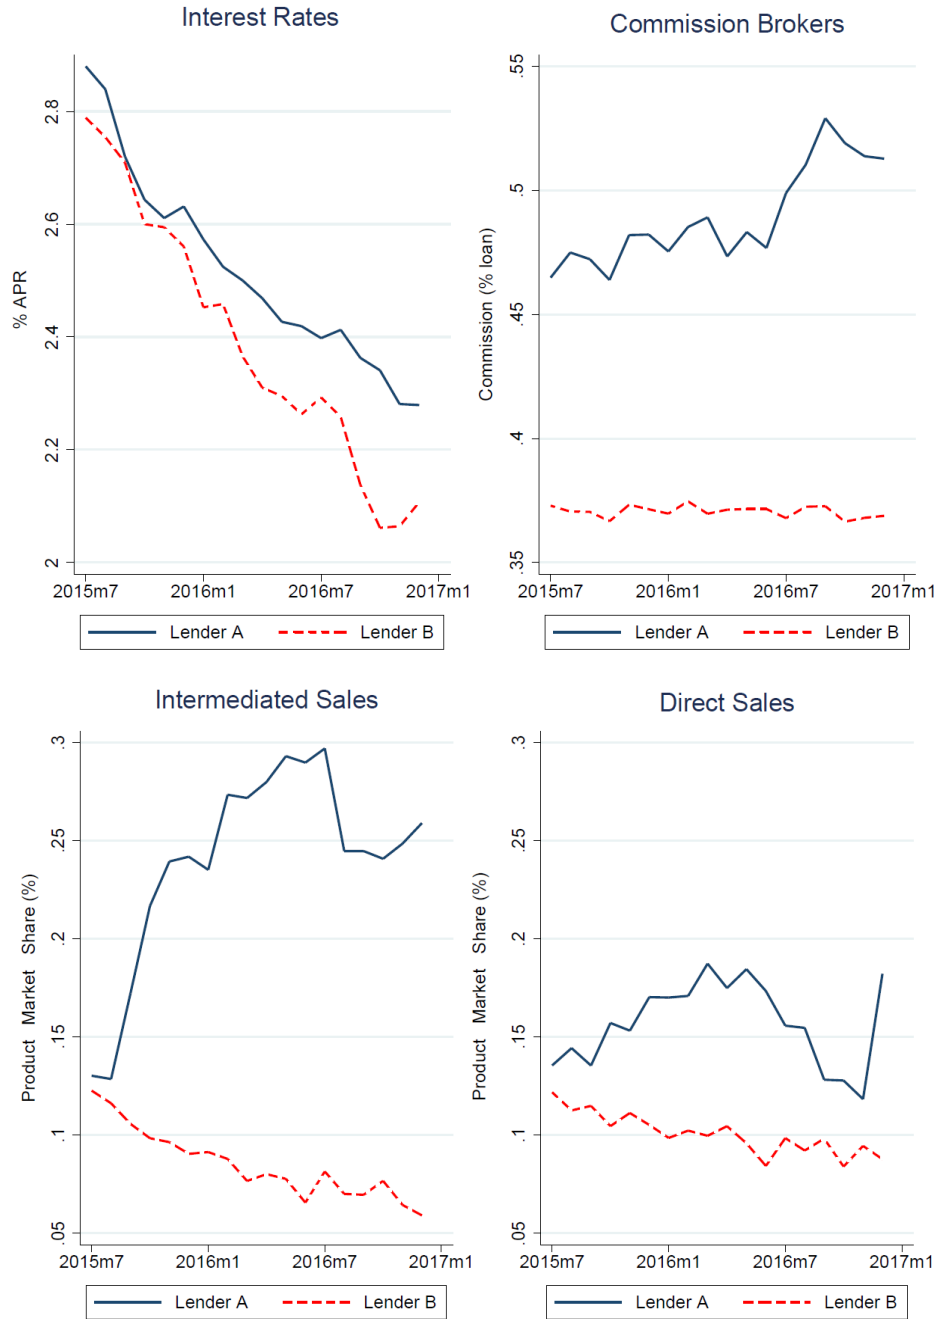 Interest Rates
% APR
2.8
2.6
2.4
2.2
2
2015m7 2016m1 2016m7 2017m1
Lender A Lender B
Commission Brokers
Commission (% loan)
.55
.5
.45
.4
.35
2015m7 2016m1 2016m7 2017m1
Lender A Lender B
Intermediated Sales
Product Market Share (%)
.3
.25
.2
.15
.1
.05
2015m7 2016m1 2016m7 2017m1
Lender A Lender B
Direct Sales
Product Market Share (%)
.3
.25
.2
.15
.1
.05
2015m7 2016m1 2016m7 2017m1
Lender A Lender B